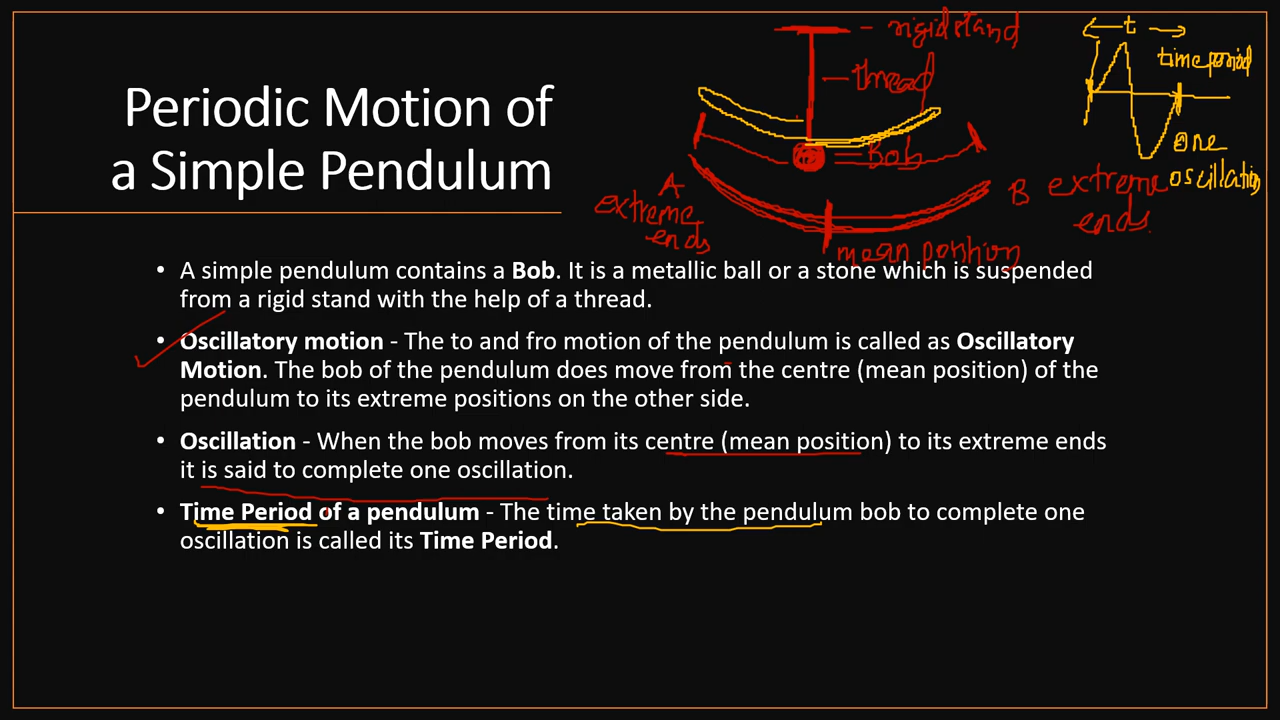 Periodic Motion of
a Simple Pendulum
rigid stand
thread
Bob
A
extreme
ends
B extreme
ends.
mean position
t
time period
one
oscillation
• A simple pendulum contains a Bob. It is a metallic ball or a stone which is suspended
from a rigid stand with the help of a thread.
• Oscillatory motion - The to and fro motion of the pendulum is called as Oscillatory
Motion. The bob of the pendulum does move from the centre (mean position) of the
pendulum to its extreme positions on the other side.
• Oscillation - When the bob moves from its centre (mean position) to its extreme ends
it is said to complete one oscillation.
• Time Period of a pendulum - The time taken by the pendulum bob to complete one
oscillation is called its Time Period.